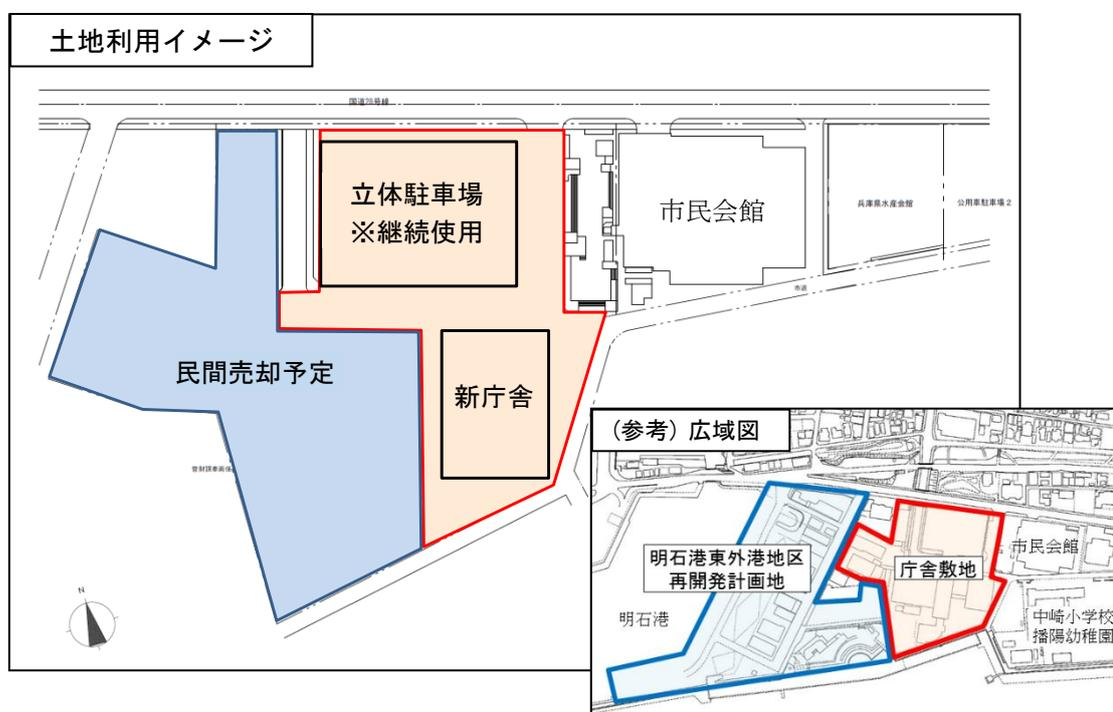 土地利用イメージ
国道28号線
立体駐車場
※継続使用
市民会館
兵庫県水産会館
公用車駐車場2
市道
民間売却予定
新庁舎
N
(参考) 広域図
明石港東外港地区
再開発計画地
庁舎敷地
市民会館
明石港
中崎小学校
播陽幼稚園